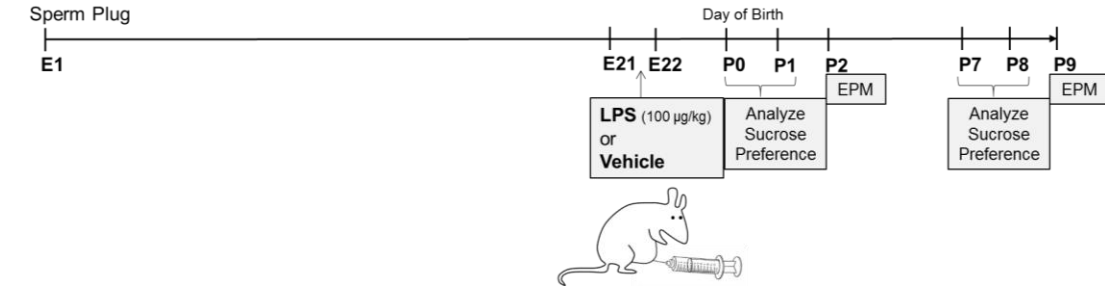 Sperm Plug
Day of Birth
E1
E21
E22
P0
P1
P2
P7
P8
P9
EPM
EPM
LPS (100 µg/kg)
or
Vehicle
Analyze
Sucrose
Preference
Analyze
Sucrose
Preference